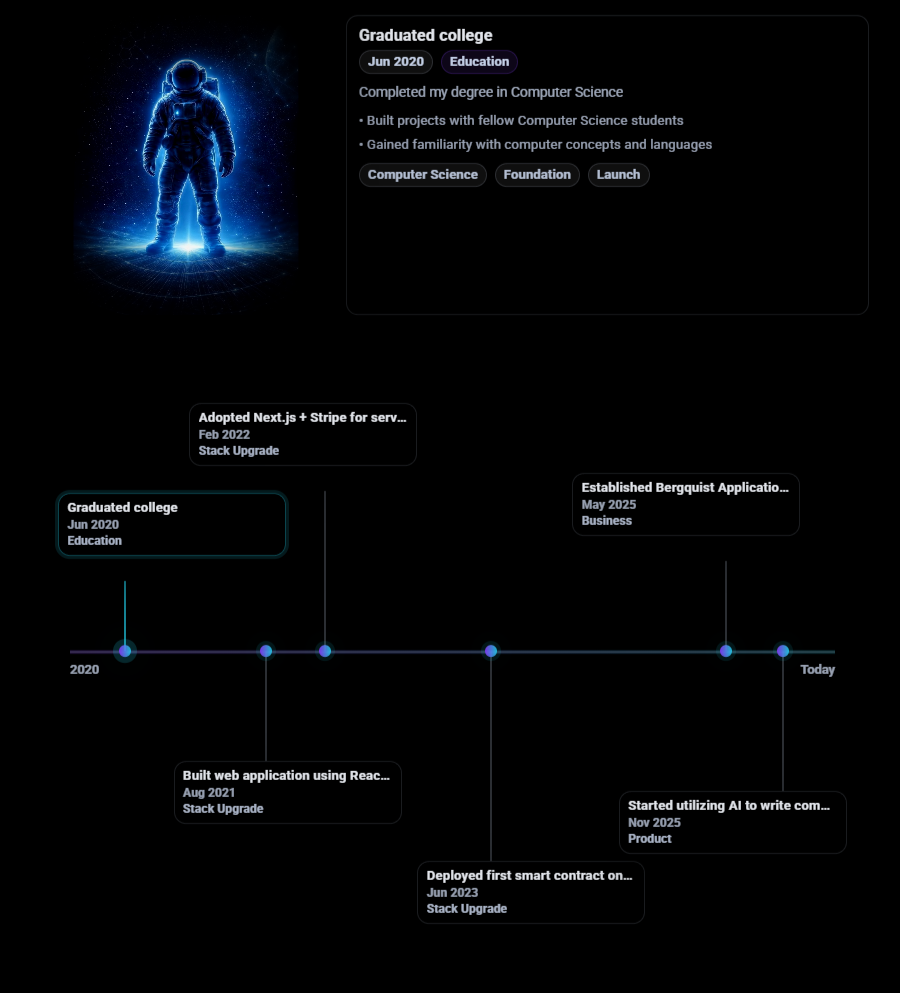 Graduated college
Jun 2020 Education
Completed my degree in Computer Science
• Built projects with fellow Computer Science students
• Gained familiarity with computer concepts and languages
Computer Science Foundation Launch
Adopted Next.js + Stripe for serv...
Feb 2022
Stack Upgrade
Established Bergquist Applicatio...
May 2025
Business
Graduated college
Jun 2020
Education
2020
Today
Built web application using Reac...
Aug 2021
Stack Upgrade
Started utilizing AI to write com...
Nov 2025
Product
Deployed first smart contract on...
Jun 2023
Stack Upgrade